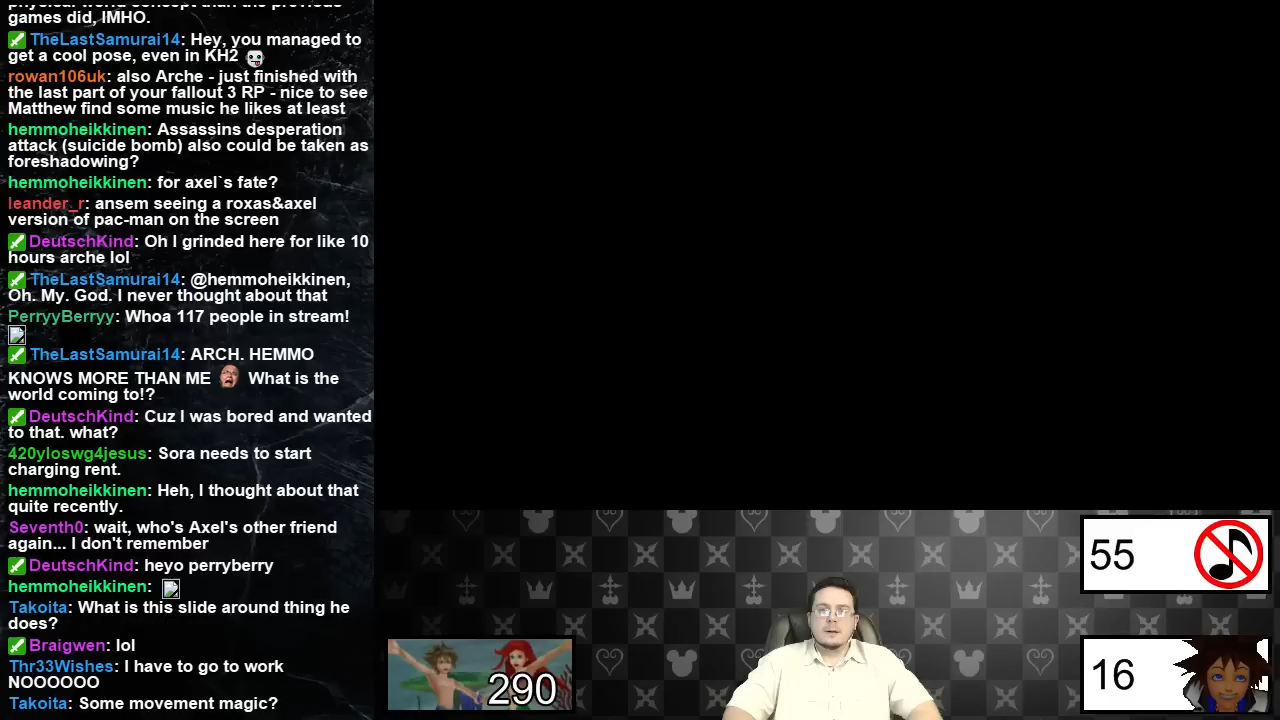 games did, IMHO.
TheLastSamurai14: Hey, you managed to
get a cool pose, even in KH2
rowan106uk: also Arche - just finished with
the last part of your fallout 3 RP - nice to see
Matthew find some music he likes at least
hemmoheikkinen: Assassins desperation
attack (suicide bomb) also could be taken as
foreshadowing?
hemmoheikkinen: for axel`s fate?
leander_r: ansem seeing a roxas&axel
version of pac-man on the screen
DeutschKind: Oh I grinded here for like 10
hours arche lol
TheLastSamurai14: @hemmoheikkinen,
Oh. My. God. I never thought about that
PerryyBerryy: Whoa 117 people in stream!
TheLastSamurai14: ARCH. HEMMO
KNOWS MORE THAN ME What is the
world coming to!?
DeutschKind: Cuz I was bored and wanted
to that. what?
420yloswg4jesus: Sora needs to start
charging rent.
hemmoheikkinen: Heh, I thought about that
quite recently.
Seventh0: wait, who's Axel's other friend
again... I don't remember
DeutschKind: heyo perryberry
hemmoheikkinen:
Takoita: What is this slide around thing he
does?
Braigwen: lol
Thr33Wishes: I have to go to work
NOOOOOO
Takoita: Some movement magic?
55
290
16